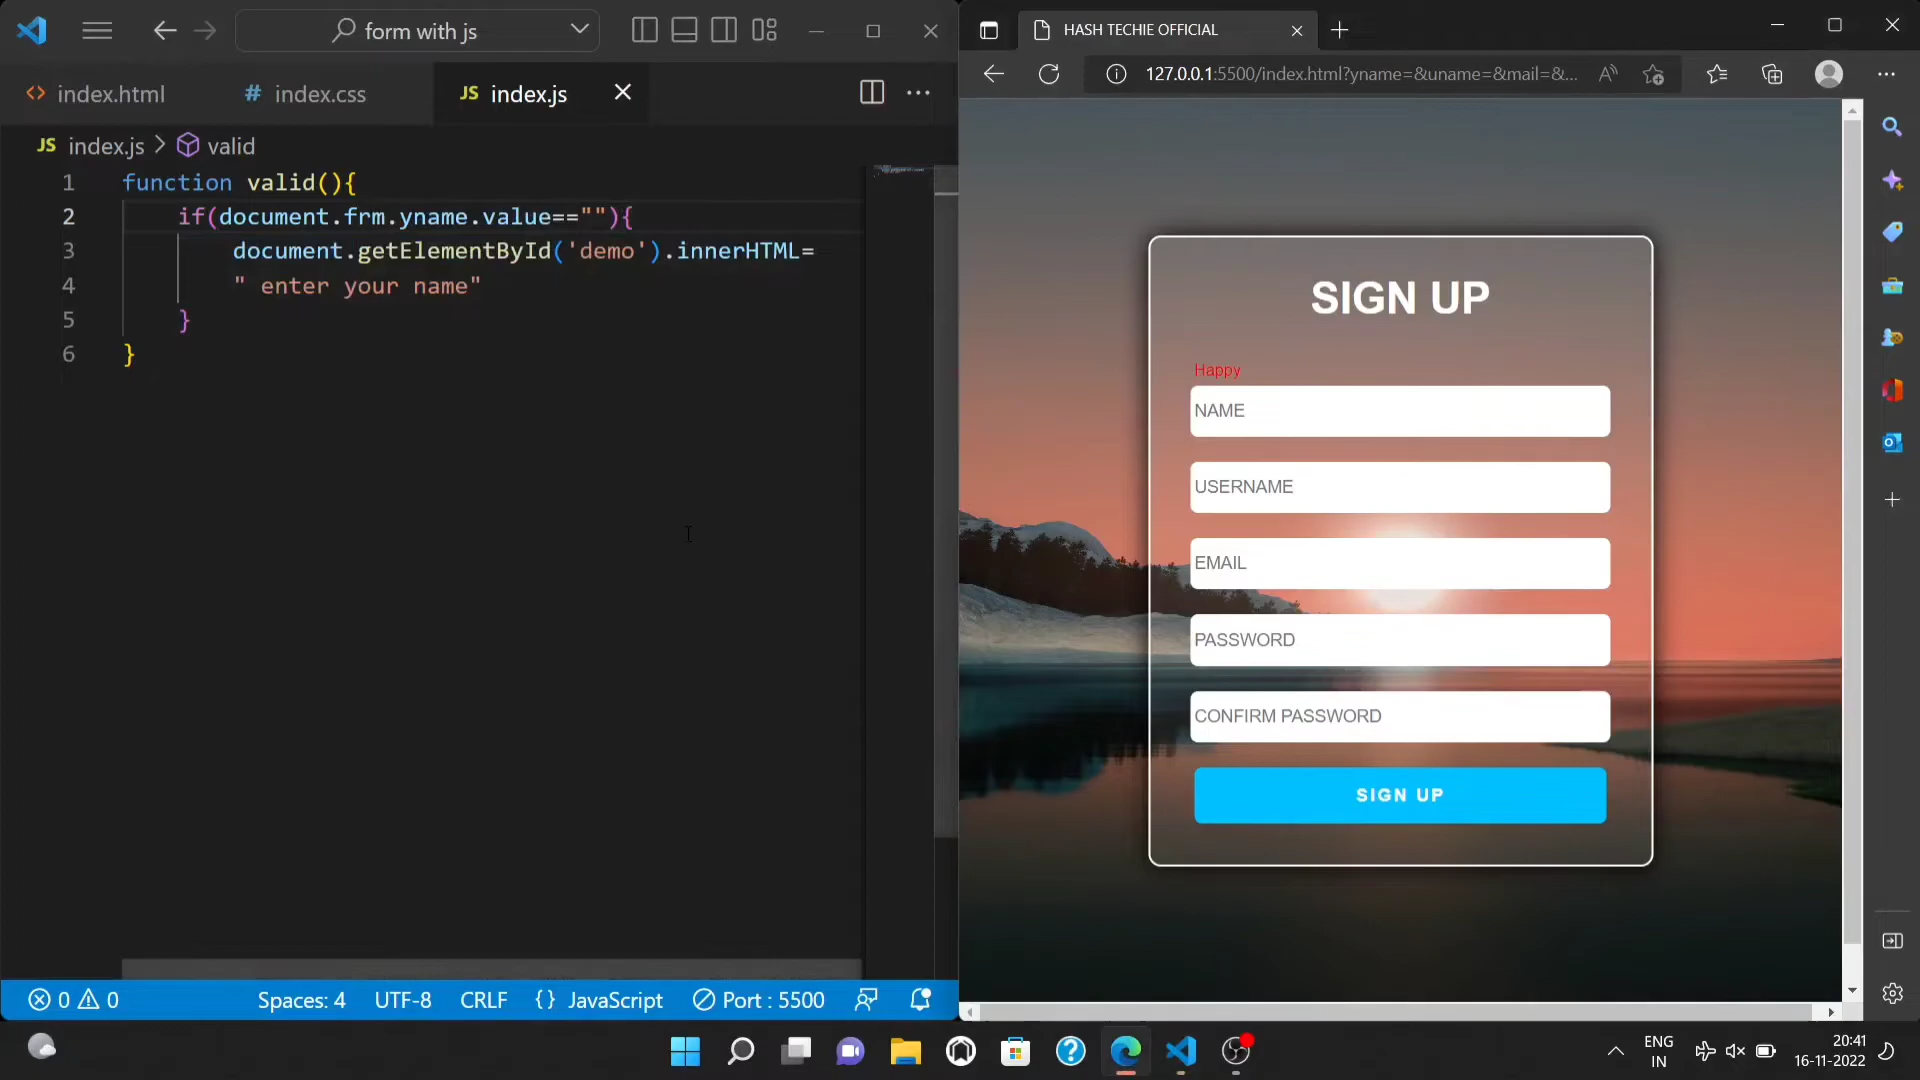 form with js
index.html
# index.css
JS index.js
JS index.js > valid
1 function valid(){
2 if(document.frm.yname.value==""){
3 document.getElementById('demo').innerHTML=
4 " enter your name"
5 }
6 }
0 0
Spaces: 4
UTF-8
CRLF
{} JavaScript
Port : 5500
HASH TECHIE OFFICIAL
127.0.0.1:5500/index.html?yname=&uname=&mail=&...
SIGN UP
Happy
NAME
USERNAME
EMAIL
PASSWORD
CONFIRM PASSWORD
SIGN UP
ENG
IN
20:41
16-11-2022